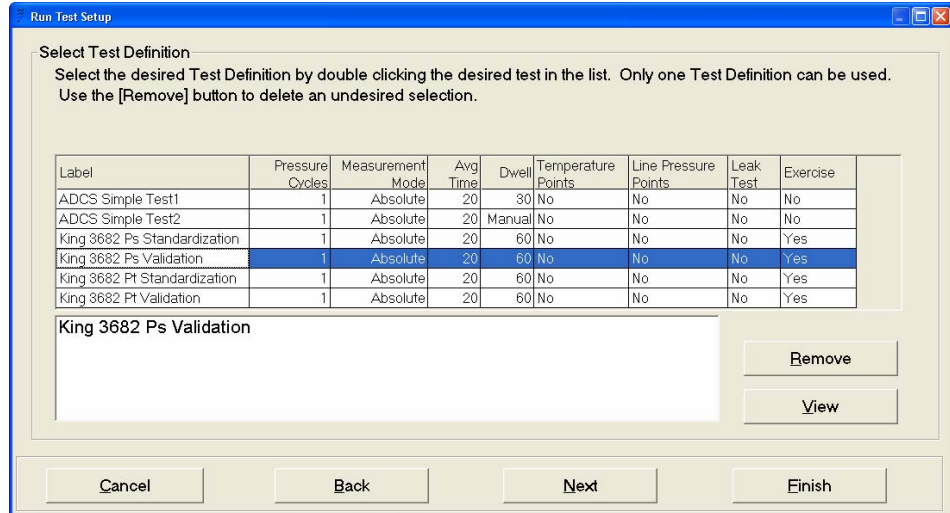 Run Test Setup
Select Test Definition
Select the desired Test Definition by double clicking the desired test in the list. Only one Test Definition can be used.
Use the [Remove] button to delete an undesired selection.
Label Pressure Cycles Measurement Mode Avg Time Dwell Temperature Points Line Pressure Points Leak Test Exercise
ADCS Simple Test1 1 Absolute 20 30 No No No No
ADCS Simple Test2 1 Absolute 20 Manual No No No No
King 3682 Ps Standardization 1 Absolute 20 60 No No No Yes
King 3682 Ps Validation 1 Absolute 20 60 No No No Yes
King 3682 Pt Standardization 1 Absolute 20 60 No No No Yes
King 3682 Pt Validation 1 Absolute 20 60 No No No Yes
King 3682 Ps Validation
Remove
View
Cancel Back Next Finish